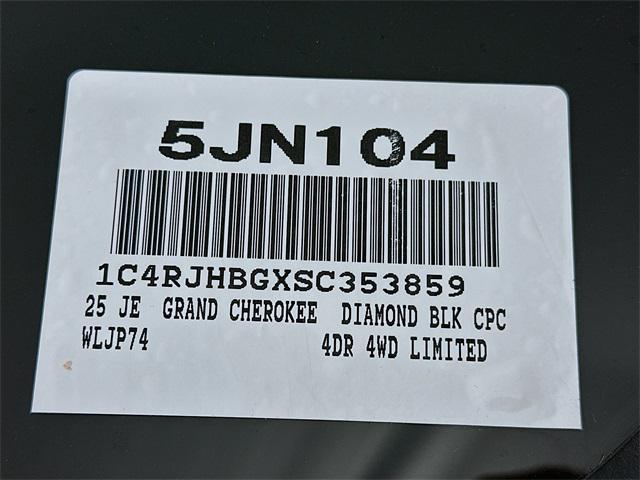 5JN104
1C4RJHBGXSC353859
25 JE GRAND CHEROKEE DIAMOND BLK CPC
WLJP74 4DR 4WD LIMITED